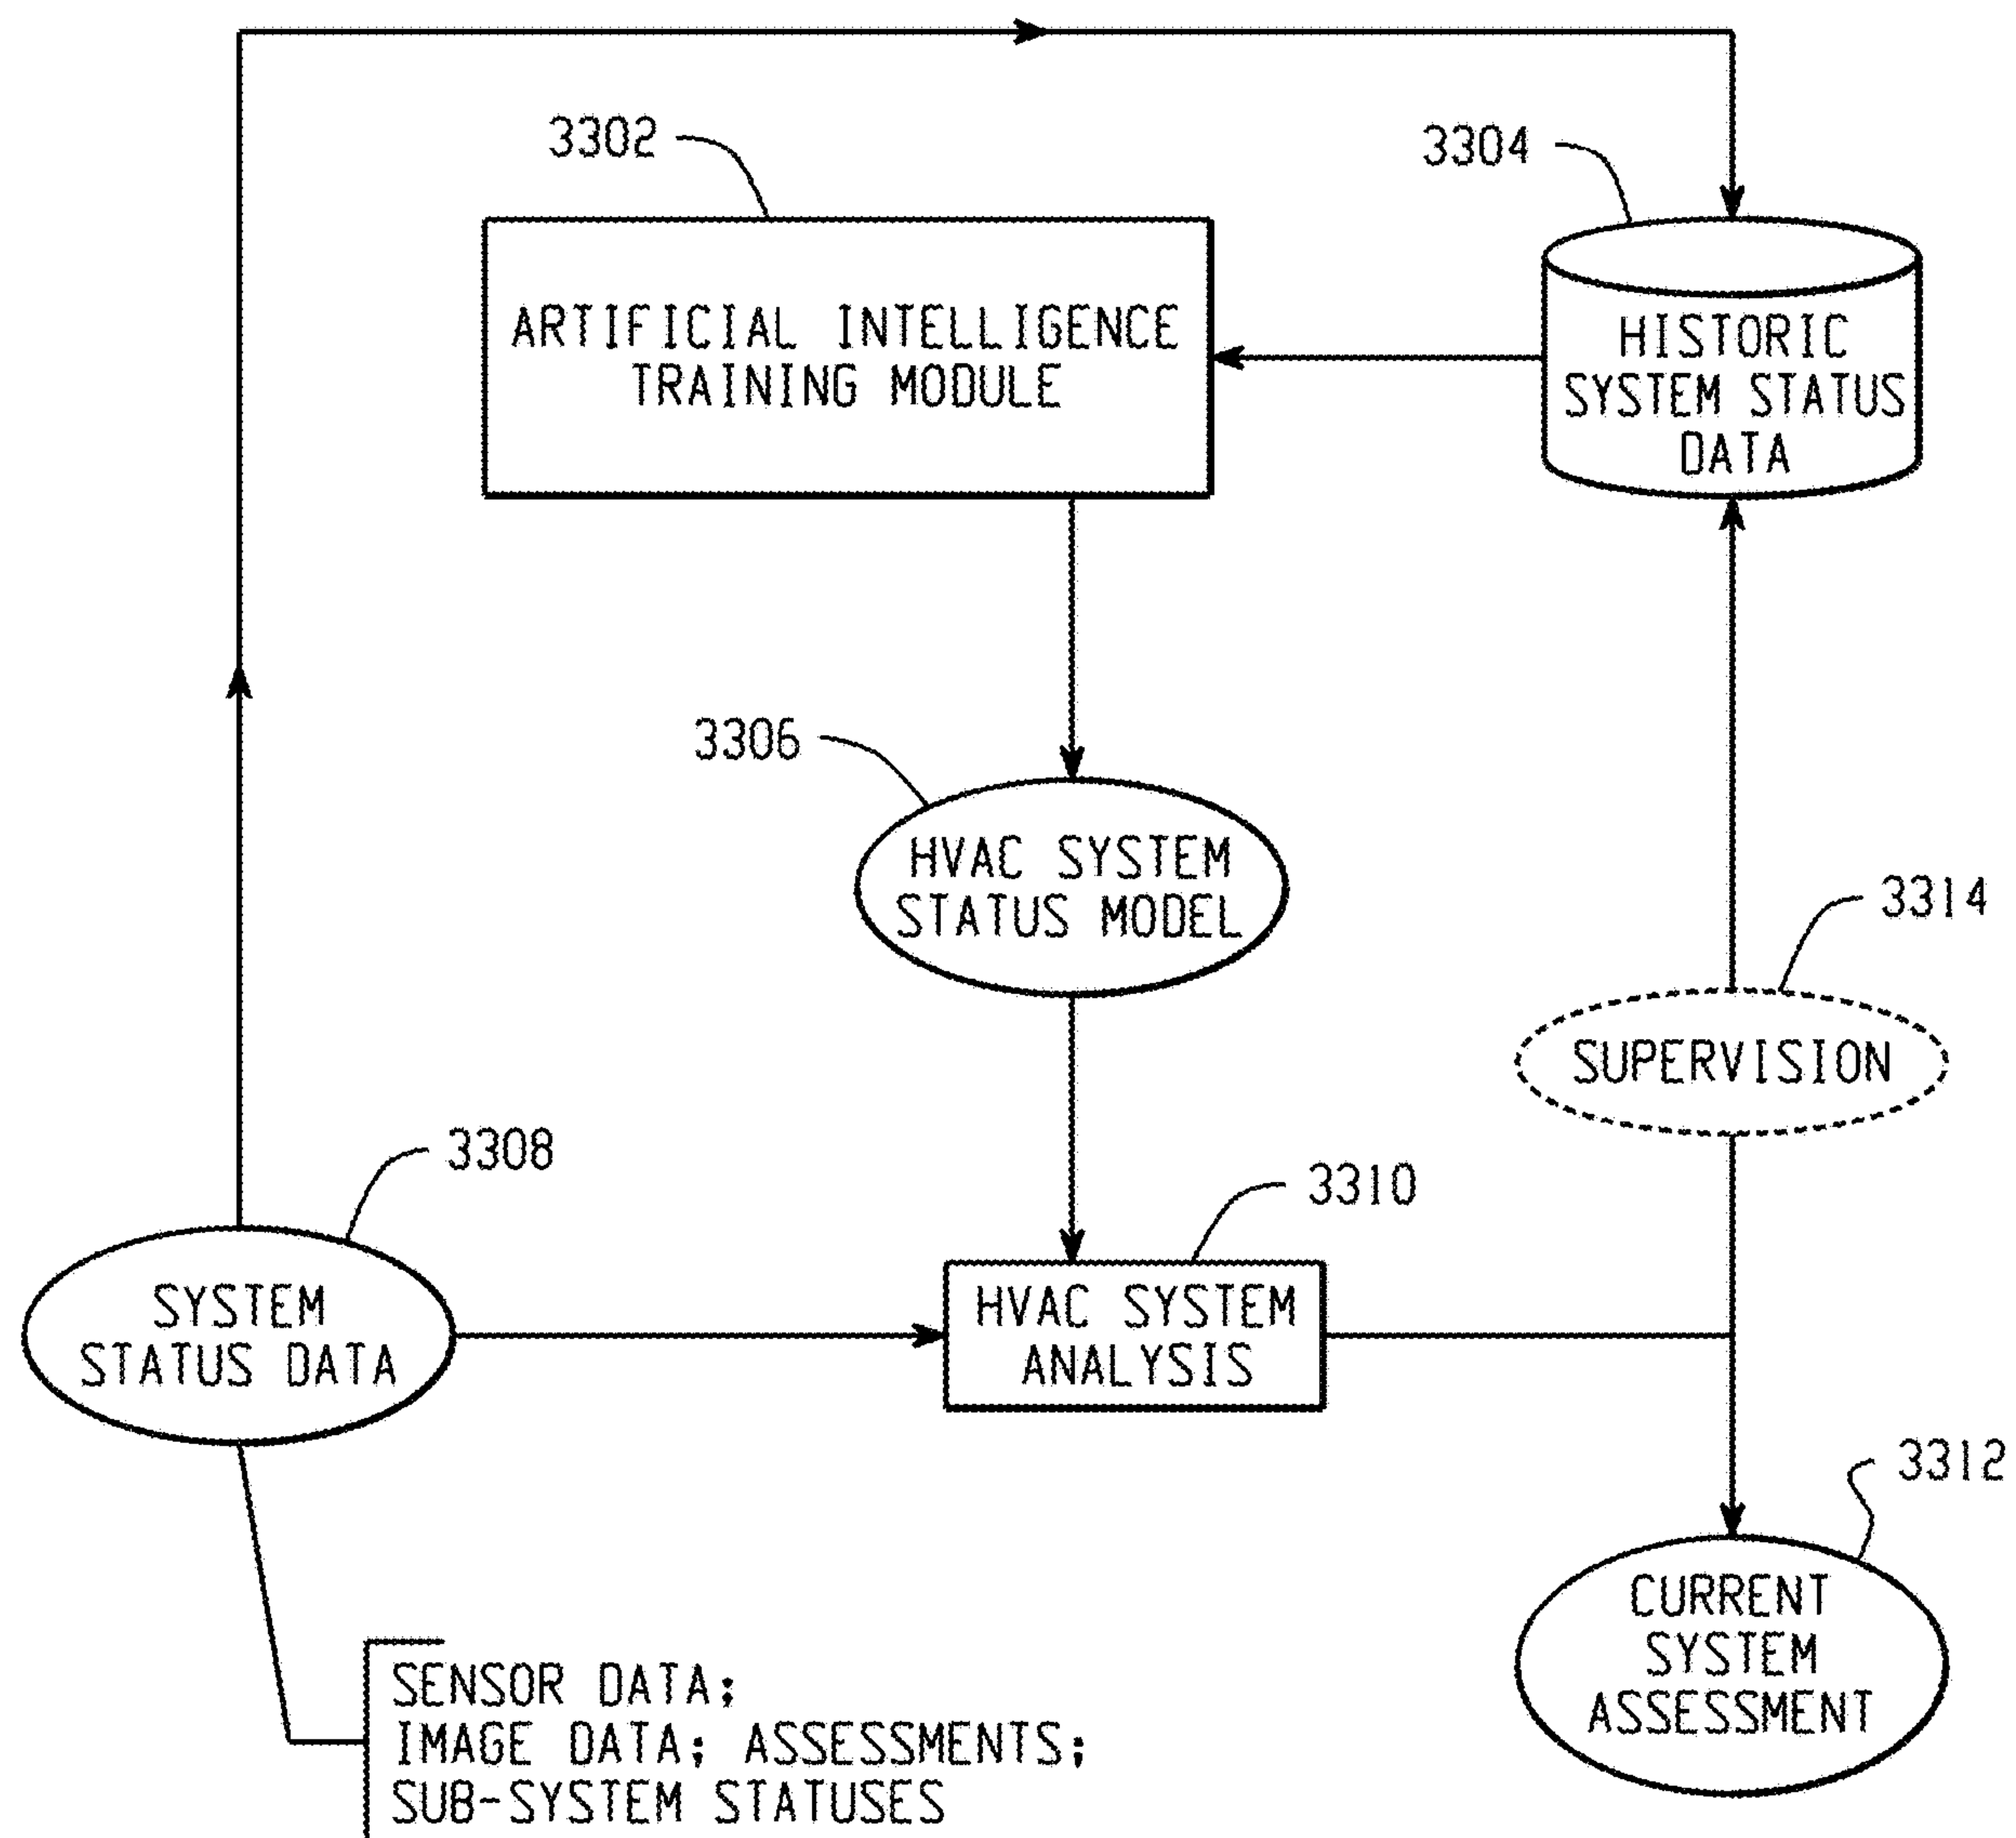 3302
3304
ARTIFICIAL INTELLIGENCE
TRAINING MODULE
HISTORIC
SYSTEM STATUS
DATA
3306
HVAC SYSTEM
STATUS MODEL
3314
SUPERVISION
3308
3310
SYSTEM
STATUS DATA
HVAC SYSTEM
ANALYSIS
3312
CURRENT
SYSTEM
ASSESSMENT
SENSOR DATA;
IMAGE DATA; ASSESSMENTS;
SUB-SYSTEM STATUSES